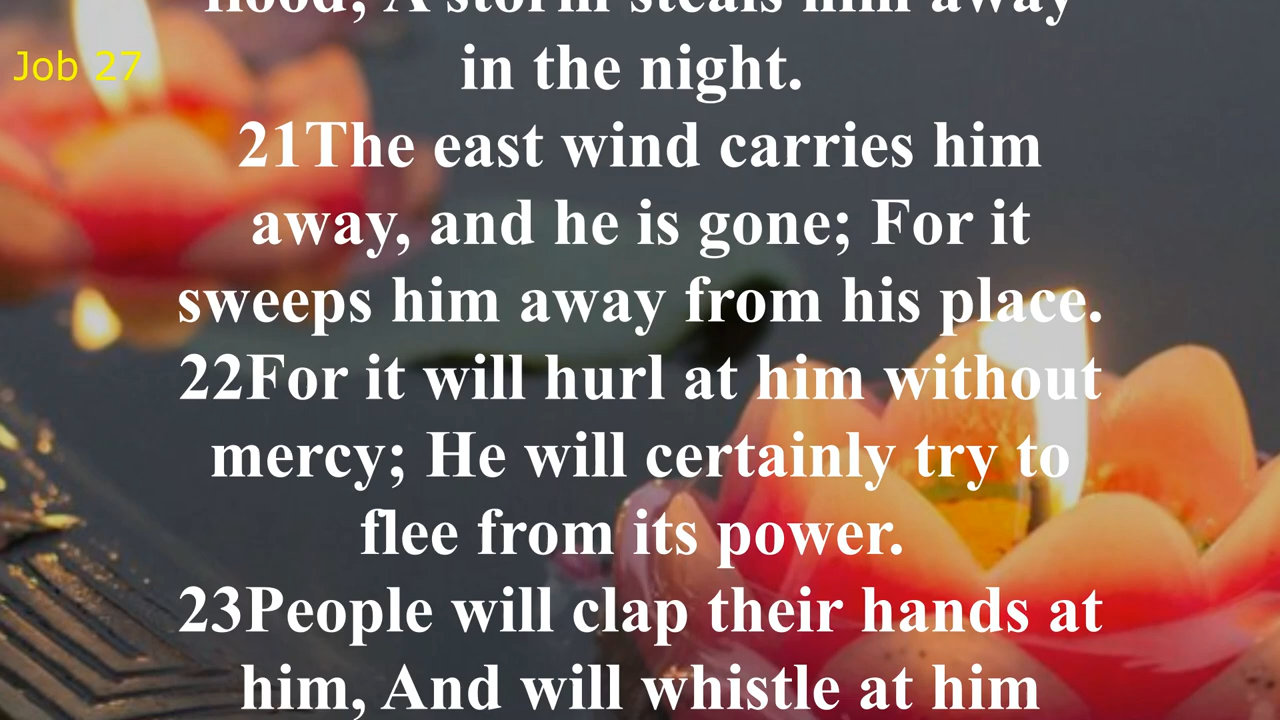 Job 27
flood, A storm steals him away
in the night.
21The east wind carries him
away, and he is gone; For it
sweeps him away from his place.
22For it will hurl at him without
mercy; He will certainly try to
flee from its power.
23People will clap their hands at
him, And will whistle at him